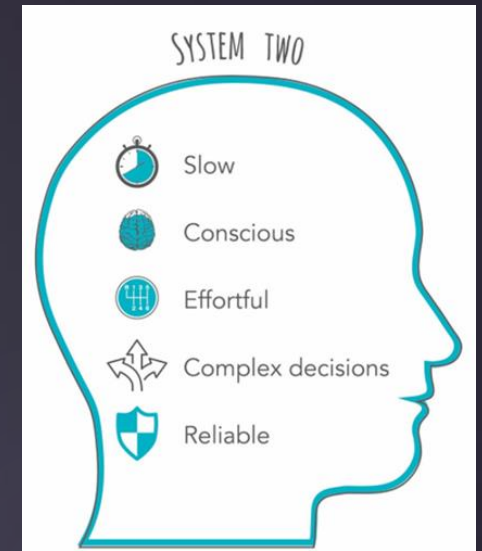 SYSTEM TWO
Slow
Conscious
Effortful
Complex decisions
Reliable